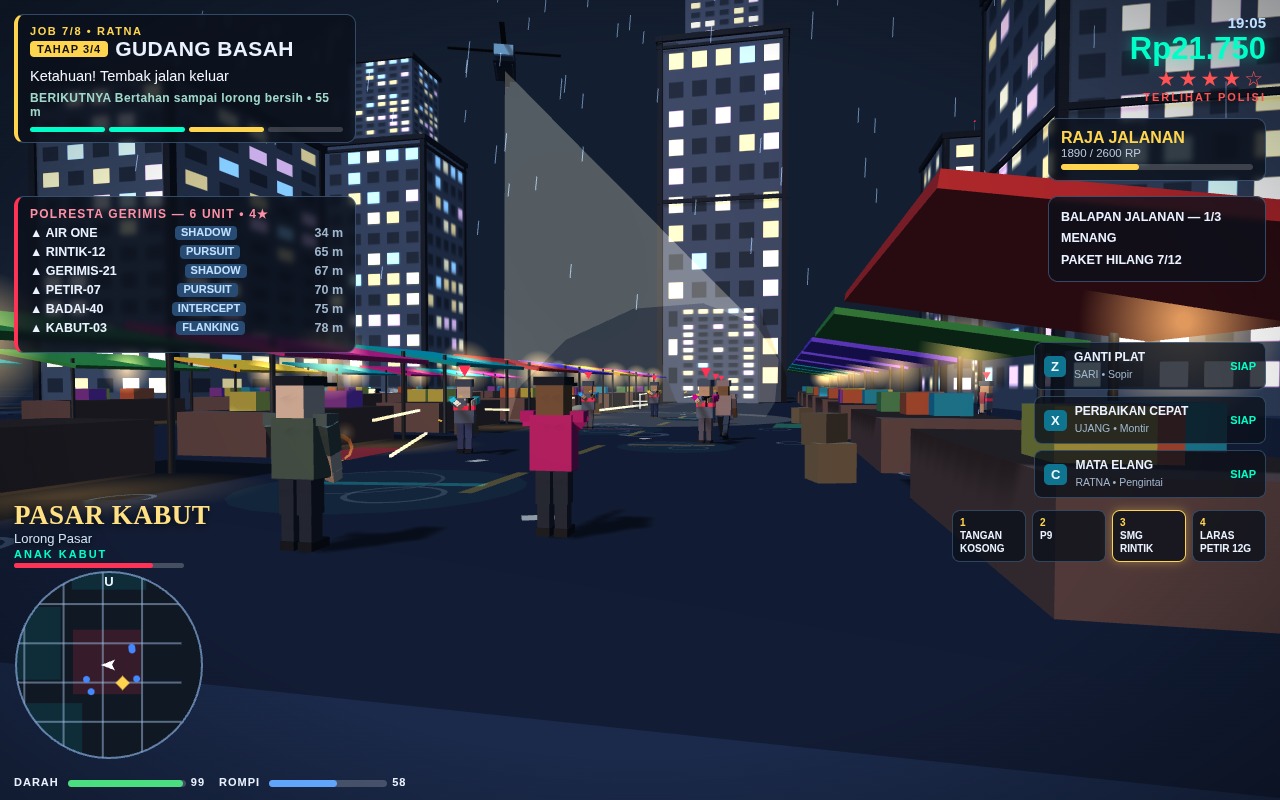 JOB 7/8 • RATNA
TAHAP 3/4 GUDANG BASAH
Ketahuan! Tembak jalan keluar
BERIKUTNYA Bertahan sampai lorong bersih • 55
m
POLRESTA GERIMIS — 6 UNIT • 4★
▲ AIR ONE SHADOW 34 m
▲ RINTIK-12 PURSUIT 65 m
▲ GERIMIS-21 SHADOW 67 m
▲ PETIR-07 PURSUIT 70 m
▲ BADAI-40 INTERCEPT 75 m
▲ KABUT-03 FLANKING 78 m
19:05
Rp21.750
★★★★☆
TERLIHAT POLISI
RAJA JALANAN
1890 / 2600 RP
BALAPAN JALANAN — 1/3
MENANG
PAKET HILANG 7/12
Z GANTI PLAT SIAP
SARI • Sopir
X PERBAIKAN CEPAT SIAP
UJANG • Montir
C MATA ELANG SIAP
RATNA • Pengintai
1 TANGAN KOSONG
2 P9
3 SMG RINTIK
4 LARAS PETIR 12G
PASAR KABUT
Lorong Pasar
ANAK KABUT
U
DARAH 99 ROMPI 58